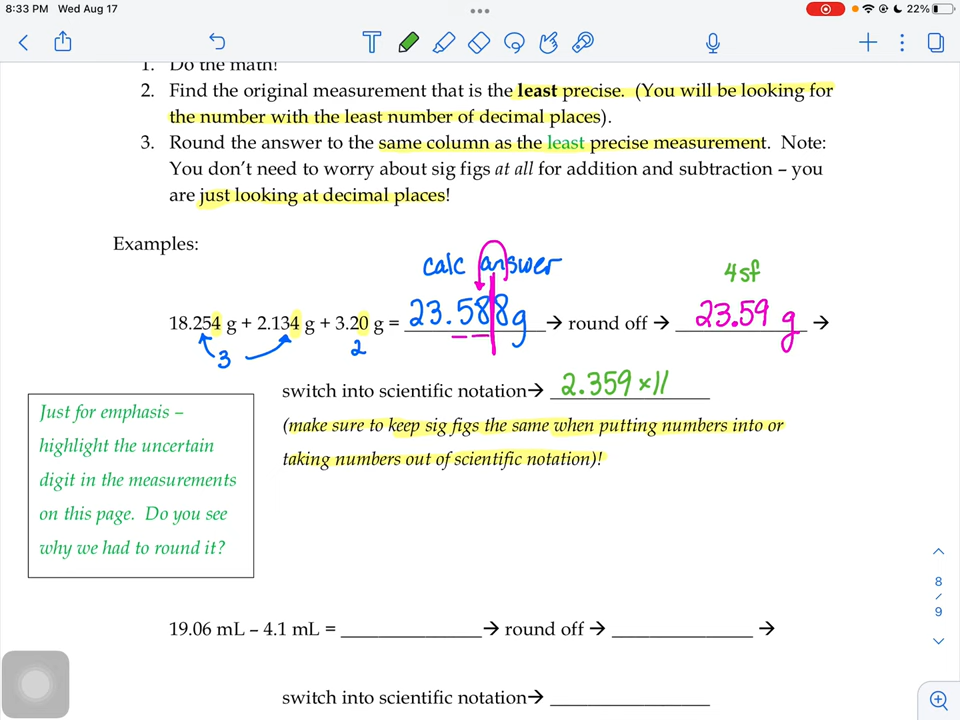 8:33 PM Wed Aug 17 22%
T
1. Do the math!
2. Find the original measurement that is the least precise. (You will be looking for
the number with the least number of decimal places).
3. Round the answer to the same column as the least precise measurement. Note:
You don't need to worry about sig figs at all for addition and subtraction – you
are just looking at decimal places!
Examples:
calc answer
4 sf
18.254 g + 2.134 g + 3.20 g = 23.588g → round off → 23.59 g →
3 2
switch into scientific notation→ 2.359 × 11
(make sure to keep sig figs the same when putting numbers into or
taking numbers out of scientific notation)!
Just for emphasis –
highlight the uncertain
digit in the measurements
on this page. Do you see
why we had to round it?
8
/
9
19.06 mL – 4.1 mL = ______________→ round off → ______________ →
switch into scientific notation→ ________________